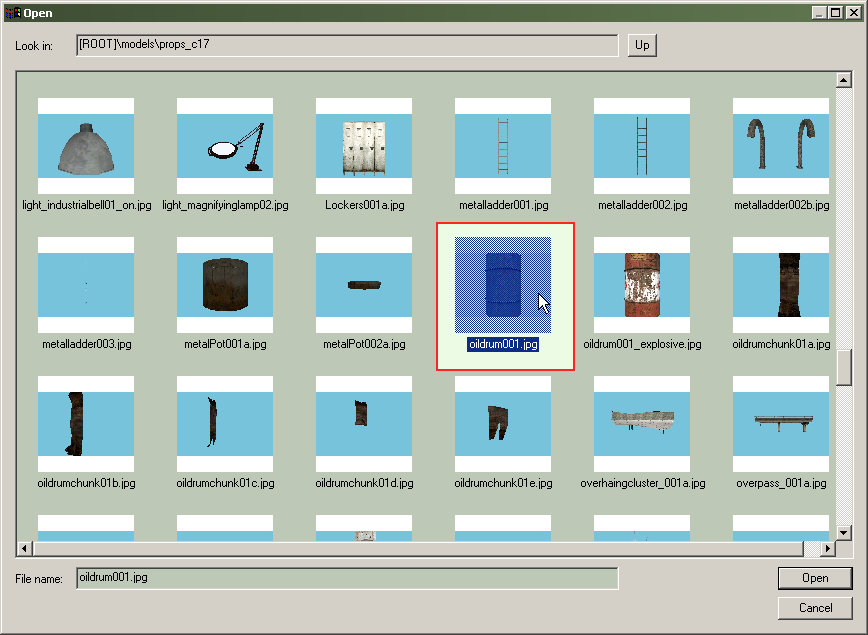 Open
Look in:
[ROOT]\models\props_c17
Up
light_industrialbell01_on.jpg
light_magnifyinglamp02.jpg
Lockers001a.jpg
metalladder001.jpg
metalladder002.jpg
metalladder002b.jpg
metalladder003.jpg
metalPot001a.jpg
metalPot002a.jpg
oildrum001.jpg
oildrum001_explosive.jpg
oildrumchunk01a.jpg
oildrumchunk01b.jpg
oildrumchunk01c.jpg
oildrumchunk01d.jpg
oildrumchunk01e.jpg
overhaingcluster_001a.jpg
overpass_001a.jpg
File name:
oildrum001.jpg
Open
Cancel